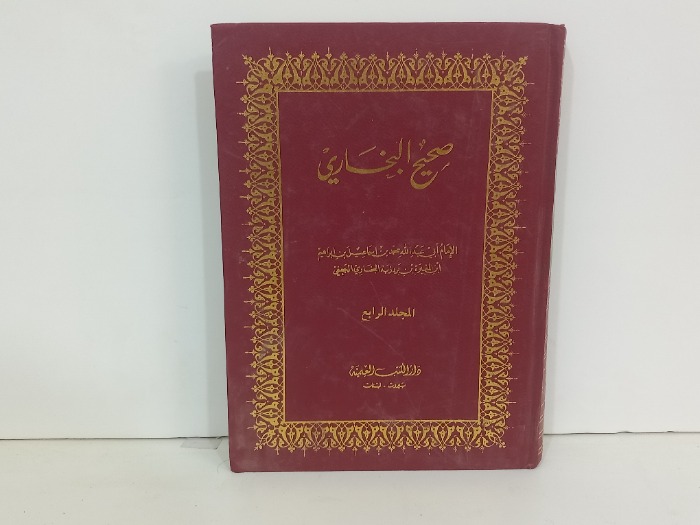 صحيح البخاري
الإمام أبي عبد الله محمد بن إسماعيل بن إبراهيم
ابن المغيرة بن بردزبه البخاري الجعفي
المجلد الرابع
دار الكتب العلمية
بيروت - لبنان